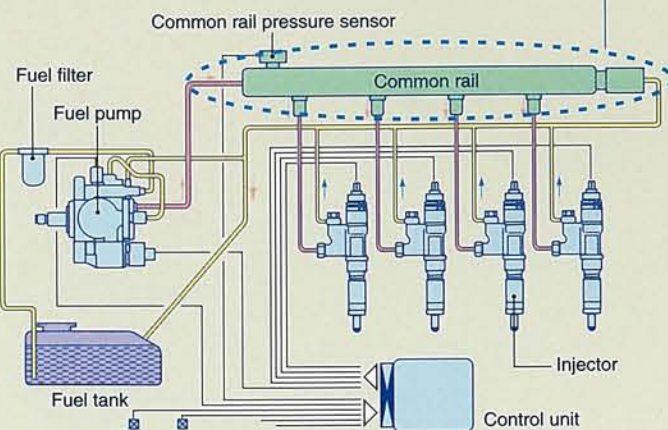 Common rail pressure sensor
Fuel filter
Common rail
Fuel pump
Injector
Fuel tank
Control unit